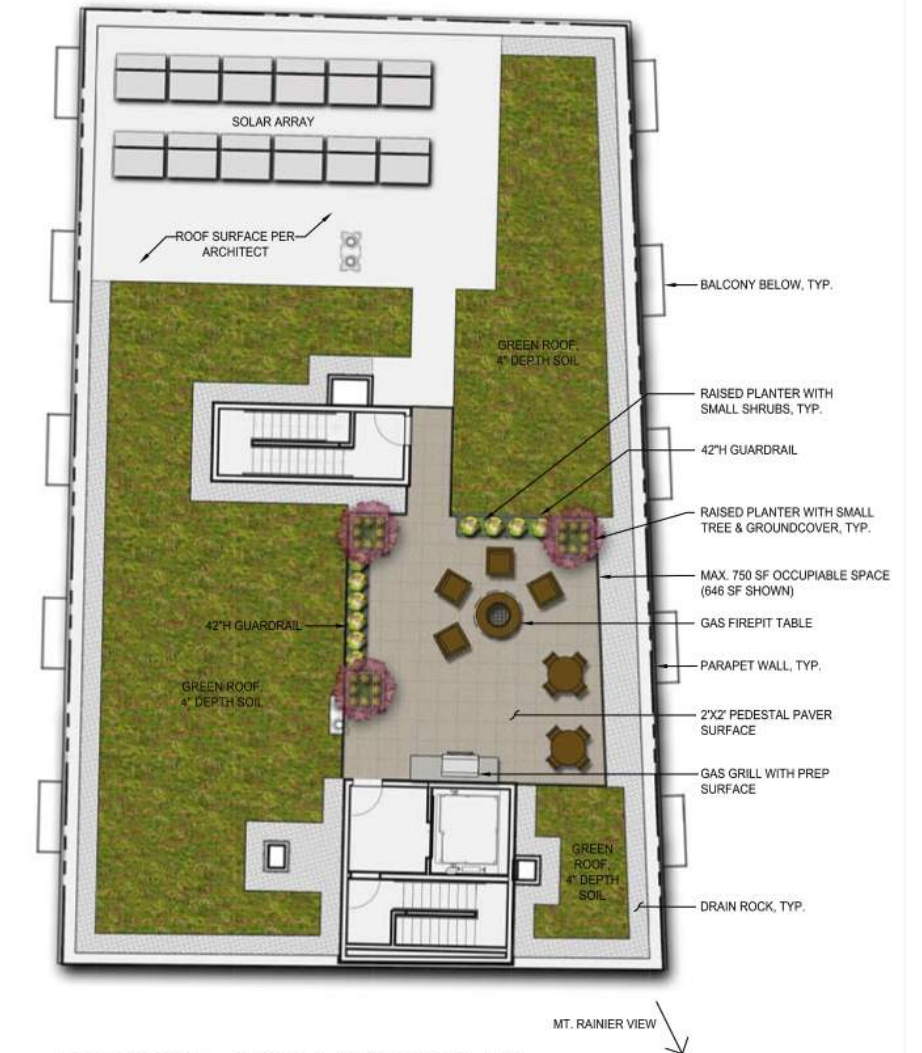 SOLAR ARRAY
ROOF SURFACE PER
ARCHITECT
BALCONY BELOW, TYP.
GREEN ROOF,
4" DEPTH SOIL
RAISED PLANTER WITH
SMALL SHRUBS, TYP.
42"H GUARDRAIL
RAISED PLANTER WITH SMALL
TREE & GROUNDCOVER, TYP.
MAX. 750 SF OCCUPIABLE SPACE
(646 SF SHOWN)
GAS FIREPIT TABLE
42"H GUARDRAIL
PARAPET WALL, TYP.
GREEN ROOF,
4" DEPTH SOIL
2'X2' PEDESTAL PAVER
SURFACE
GAS GRILL WITH PREP
SURFACE
GREEN
ROOF,
4" DEPTH
SOIL
DRAIN ROCK, TYP.
MT. RAINIER VIEW